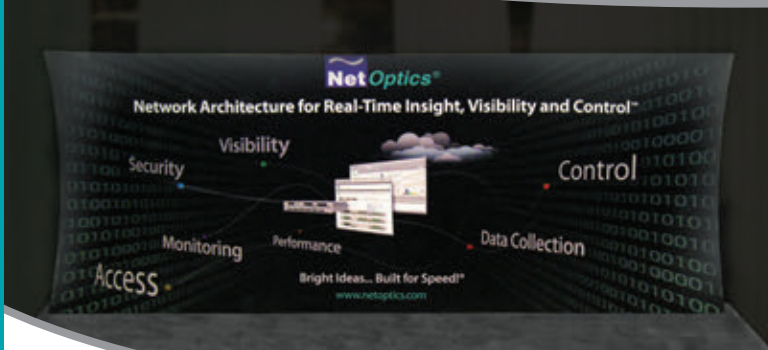 Net Optics®
Network Architecture for Real-Time Insight, Visibility and Control™
Visibility
Security
Control
Monitoring
Performance
Data Collection
Access
Bright Ideas... Built for Speed!®
www.netoptics.com